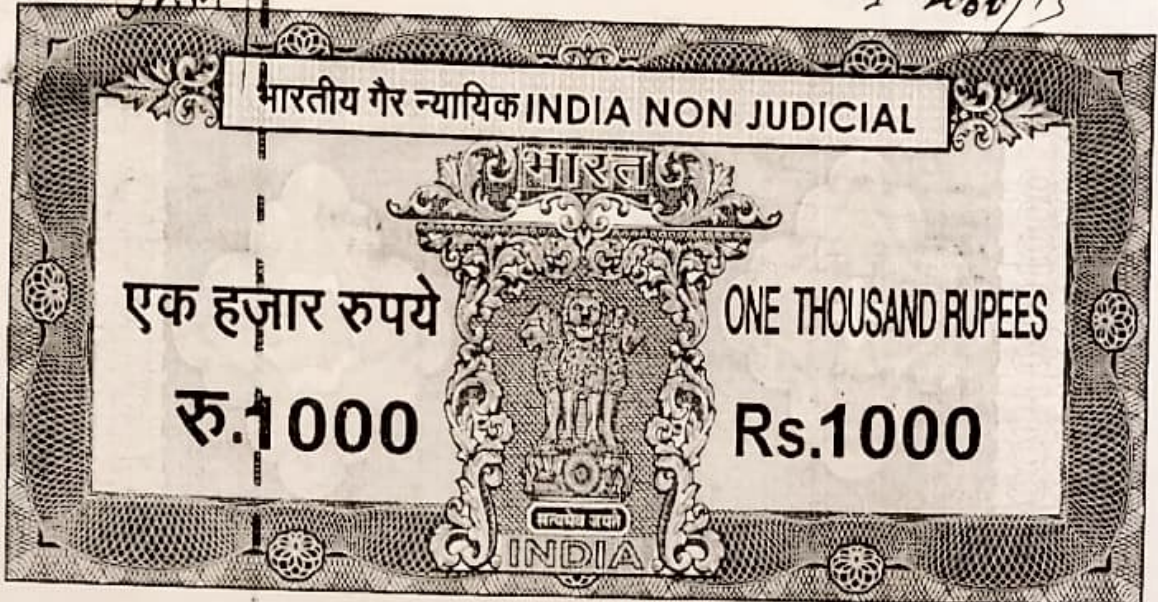 भारतीय गैर न्यायिक INDIA NON JUDICIAL
भारत
एक हज़ार रुपये
ONE THOUSAND RUPEES
रु.1000
Rs.1000
सत्यमेव जयते
INDIA